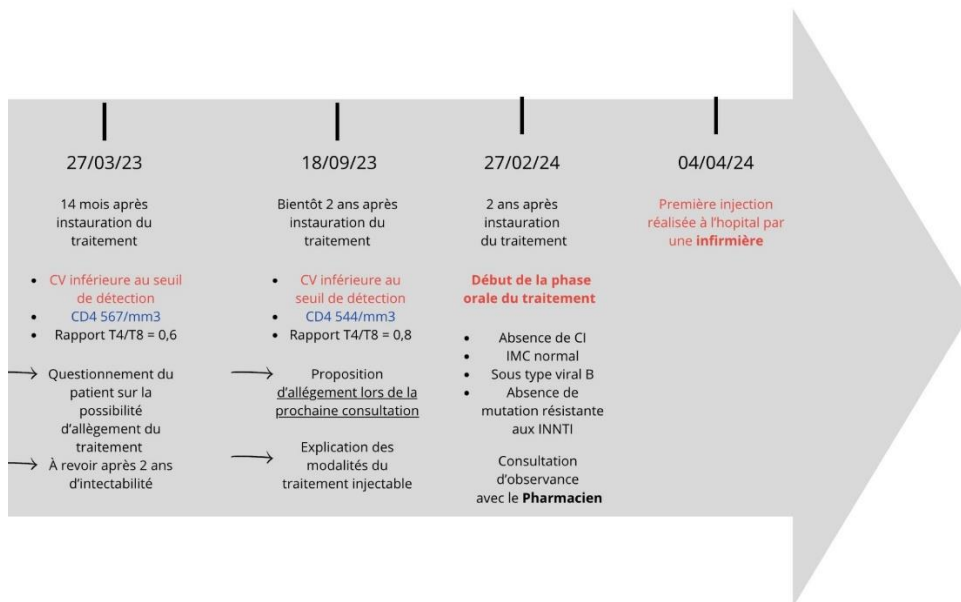 27/03/23
14 mois après
instauration du
traitement
• CV inférieure au seuil
de détection
• CD4 567/mm3
• Rapport T4/T8 = 0,6
Questionnement du
patient sur la
possibilité
d'allègement du
traitement
À revoir après 2 ans
d'intectabilité
18/09/23
Bientôt 2 ans après
instauration du
traitement
• CV inférieure au
seuil de détection
• CD4 544/mm3
• Rapport T4/T8 = 0,8
Proposition
d'allégement lors de la
prochaine consultation
Explication des
modalités du
traitement injectable
27/02/24
2 ans après
instauration
du traitement
Début de la phase
orale du traitement
• Absence de CI
• IMC normal
• Sous type viral B
• Absence de
mutation résistante
aux INNTI
Consultation
d'observance
avec le Pharmacien
04/04/24
Première injection
réalisée à l'hopital par
une infirmière